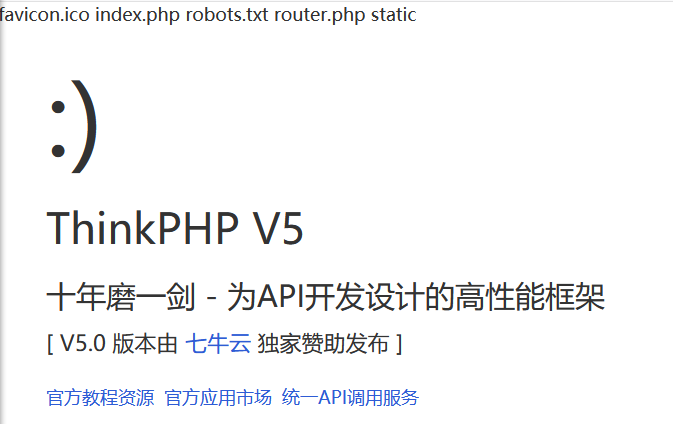 favicon.ico index.php robots.txt router.php static
:)
ThinkPHP V5
十年磨一剑 - 为API开发设计的高性能框架
[ V5.0 版本由 七牛云 独家赞助发布 ]
官方教程资源 官方应用市场 统一API调用服务